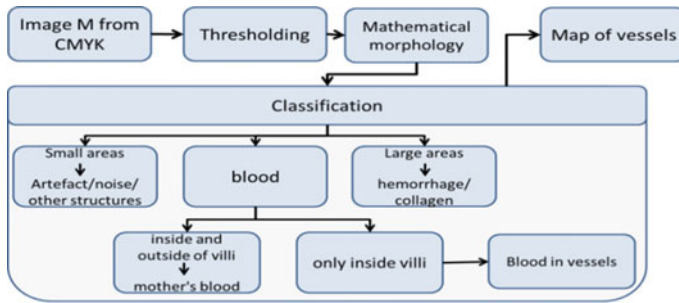 Image M from
CMYK
Thresholding
Mathematical
morphology
Map of vessels
Classification
Small areas
Artefact/noise/
other structures
blood
Large areas
hemorrhage/
collagen
inside and
outside of villi
mother's blood
only inside villi
Blood in vessels